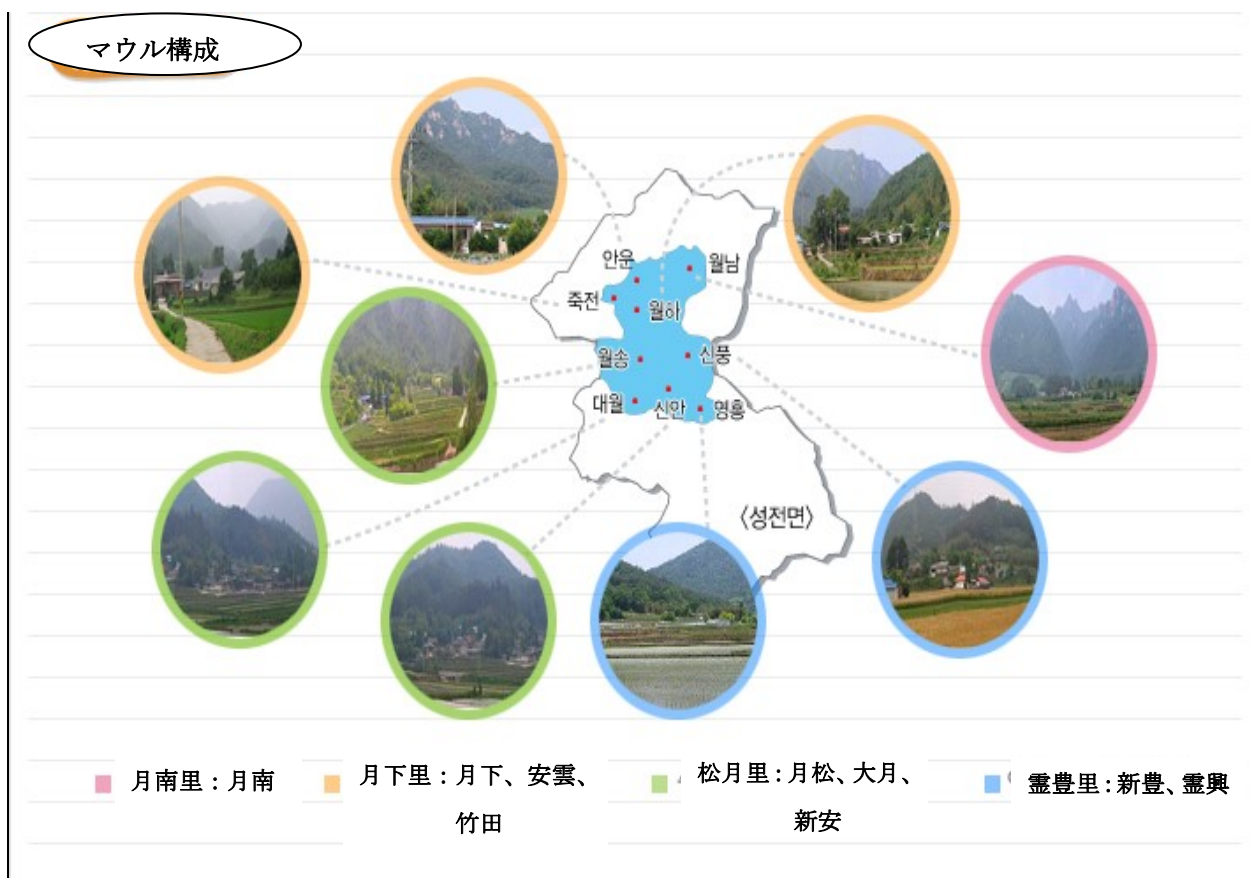 マウル構成
안운
월남
죽전
월하
월송
신풍
대월
신안
영흥
〈성전면〉
月南里：月南
月下里：月下、安雲、
竹田
松月里：月松、大月、
新安
霊豊里：新豊、霊興